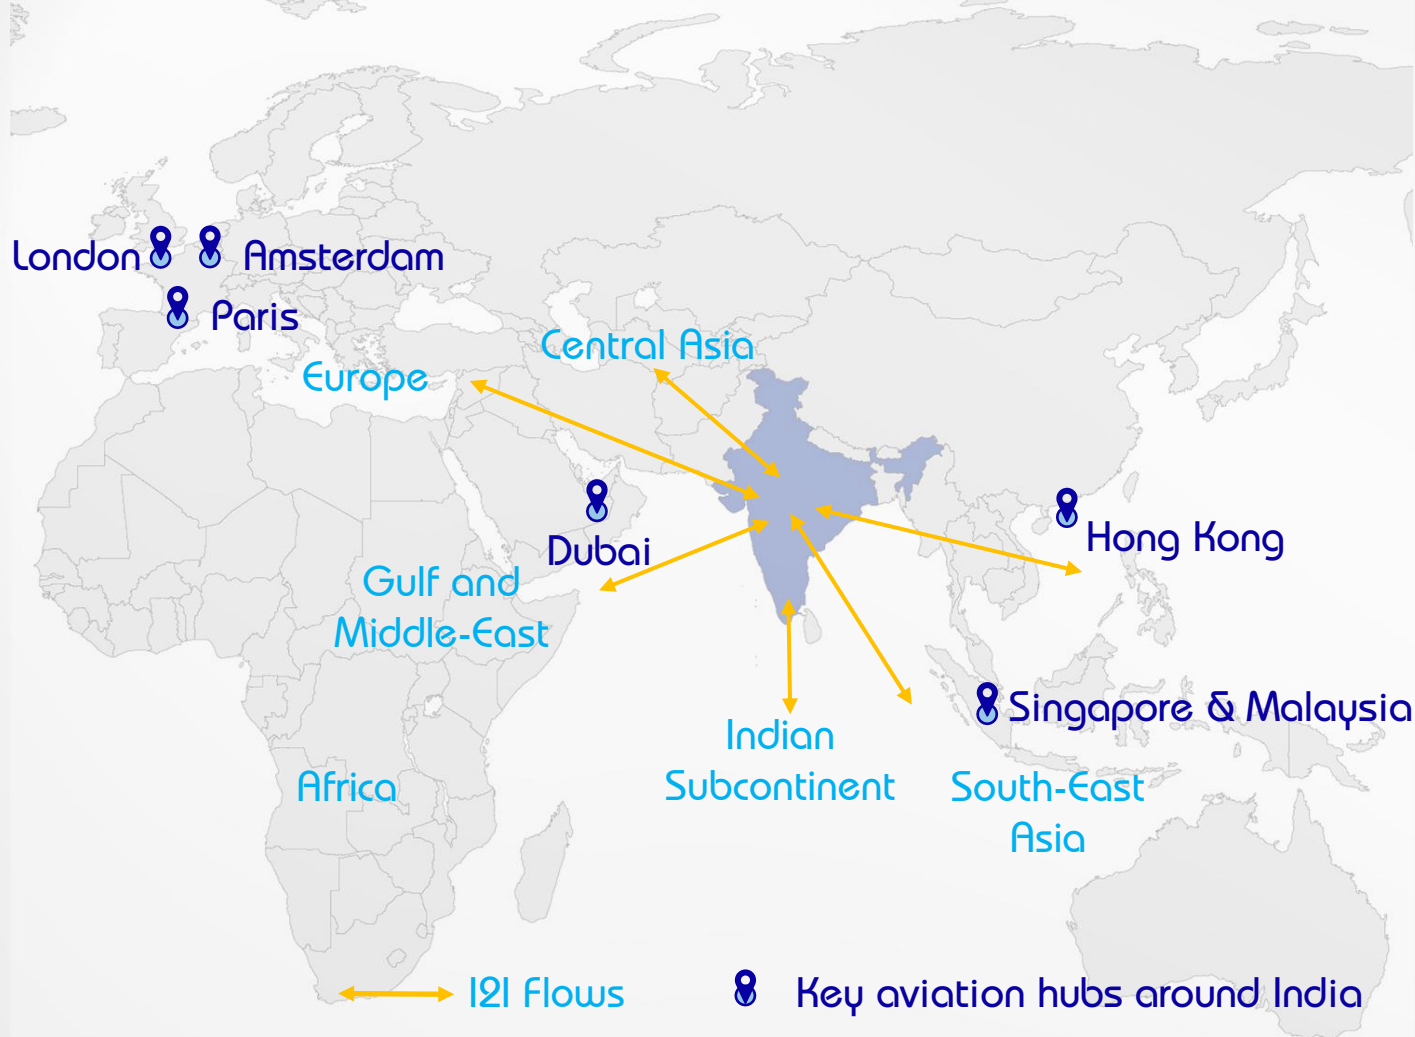 London
Amsterdam
Paris
Europe
Central Asia
Dubai
Hong Kong
Gulf and
Middle-East
Singapore & Malaysia
Indian
Subcontinent
Africa
South-East
Asia
I2I Flows
Key aviation hubs around India